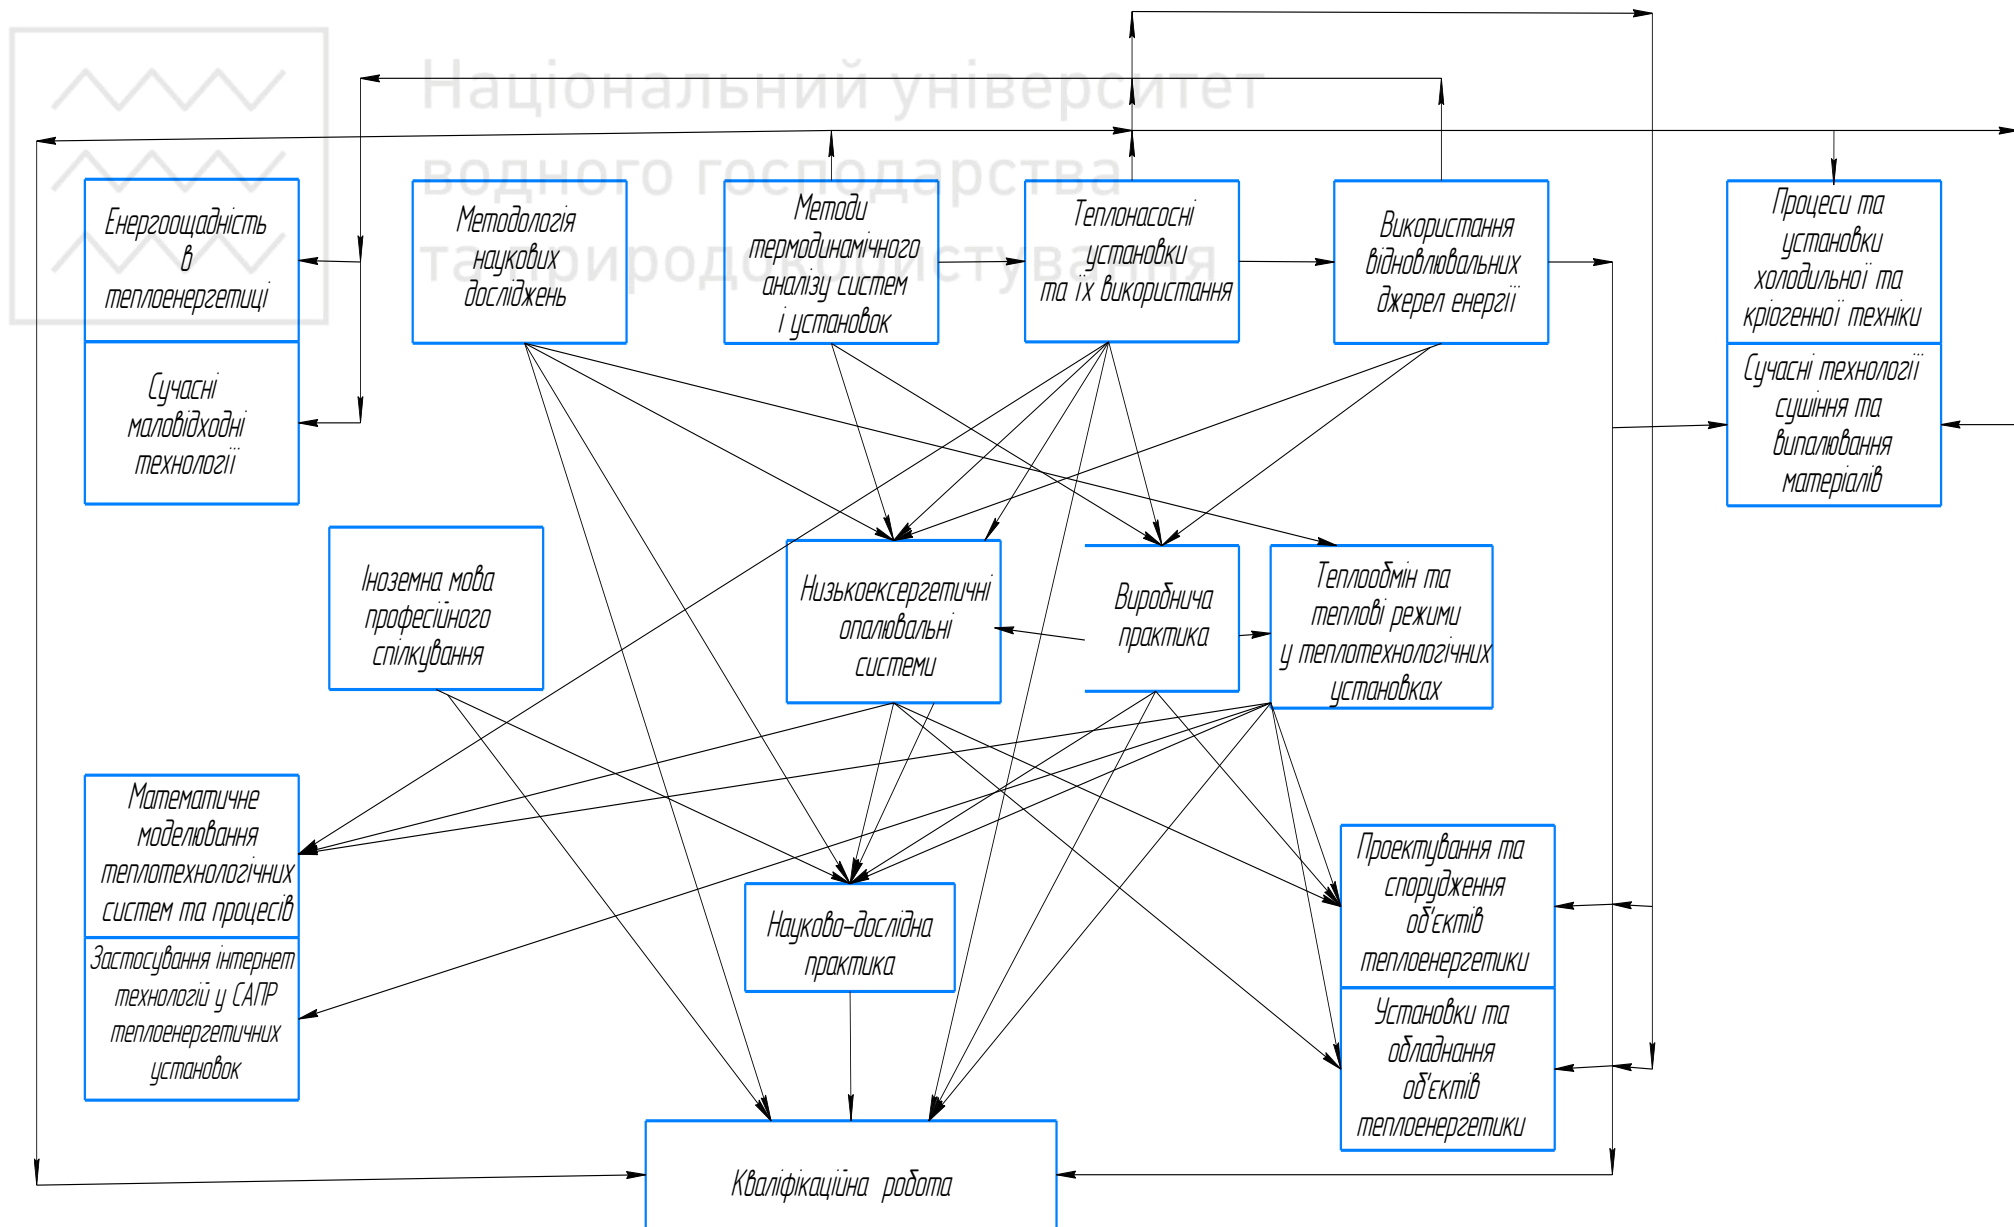 Національний університет
водного господарства
та природокористування
Енергоощадність
в
теплоенергетиці
Методологія
наукових
досліджень
Методи
термодинамічного
аналізу систем
і установок
Теплонасосні
установки
та їх використання
Використання
відновлювальних
джерел енергії
Процеси та
установки
холодильної та
кріогенної техніки
Сучасні
маловідходні
технології
Сучасні технології
сушіння та
випалювання
матеріалів
Іноземна мова
професійного
спілкування
Низькоексергетичні
опалювальні
системи
Виробнича
практика
Теплообмін та
теплові режими
у теплотехнологічних
установках
Математичне
моделювання
теплотехнологічних
систем та процесів
Застосування інтернет
технологій у САПР
теплоенергетичних
установок
Науково-дослідна
практика
Проектування та
спорудження
об'єктів
теплоенергетики
Установки та
обладнання
об'єктів
теплоенергетики
Кваліфікаційна робота